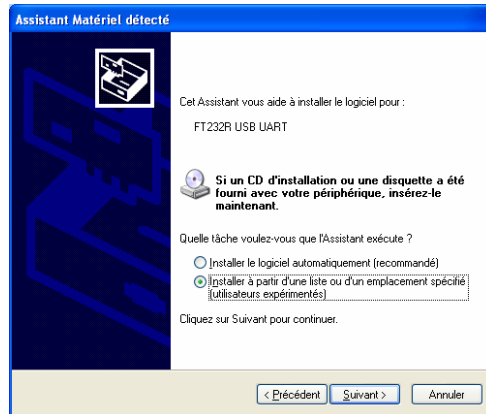 Assistant Matériel détecté
Cet Assistant vous aide à installer le logiciel pour :
FT232R USB UART
Si un CD d'installation ou une disquette a été
fourni avec votre périphérique, insérez-le
maintenant.
Quelle tâche voulez-vous que l'Assistant exécute ?
Installer le logiciel automatiquement (recommandé)
Installer à partir d'une liste ou d'un emplacement spécifié
(utilisateurs expérimentés)
Cliquez sur Suivant pour continuer.
< Précédent Suivant > Annuler